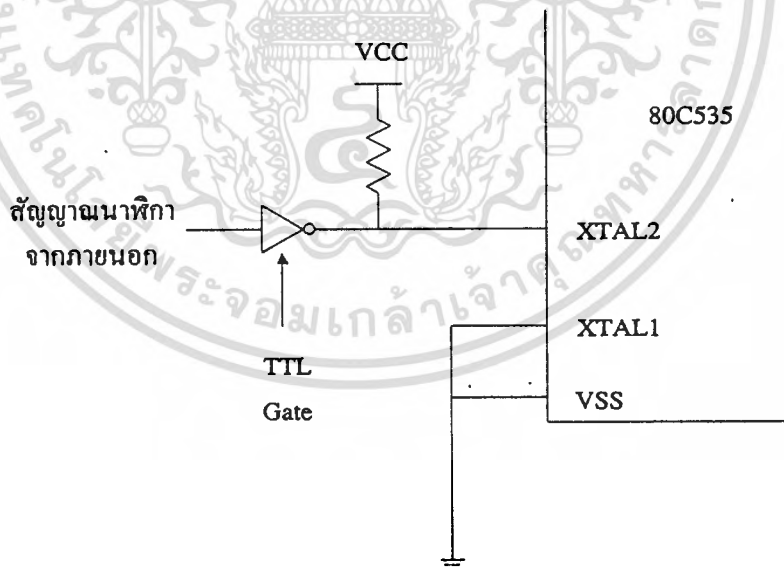 VCC
80C535
สัญญาณนาฬิกา
จากภายนอก
XTAL2
XTAL1
TTL
Gate
VSS